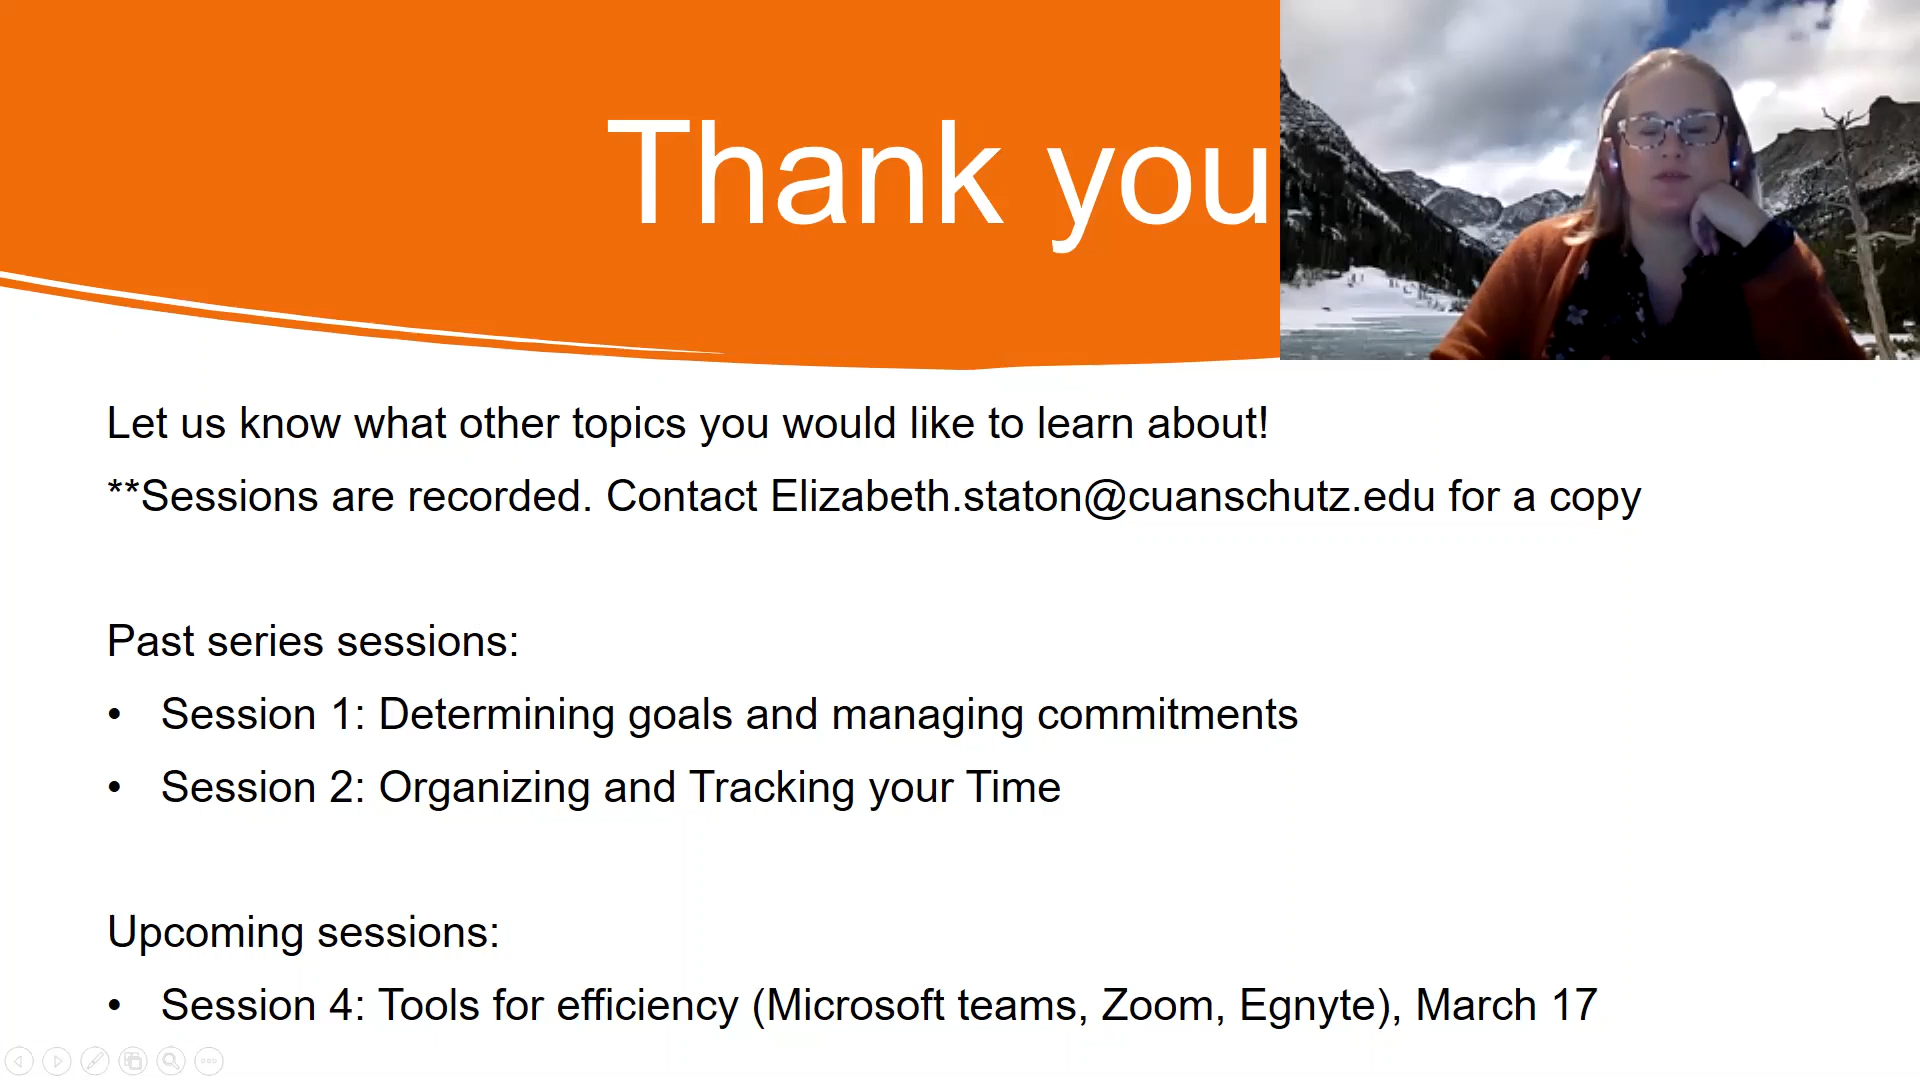 Thank you
Let us know what other topics you would like to learn about!
**Sessions are recorded. Contact Elizabeth.staton@cuanschutz.edu for a copy
Past series sessions:
• Session 1: Determining goals and managing commitments
• Session 2: Organizing and Tracking your Time
Upcoming sessions:
• Session 4: Tools for efficiency (Microsoft teams, Zoom, Egnyte), March 17